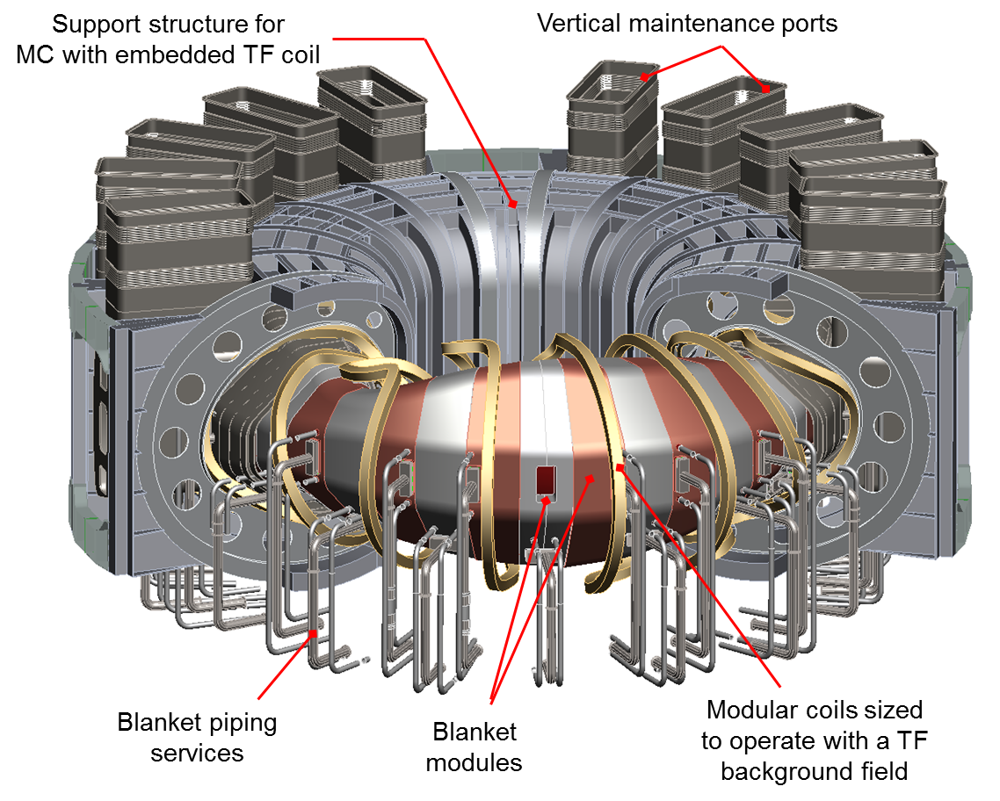 Support structure for
MC with embedded TF coil
Vertical maintenance ports
Blanket piping
services
Blanket
modules
Modular coils sized
to operate with a TF
background field